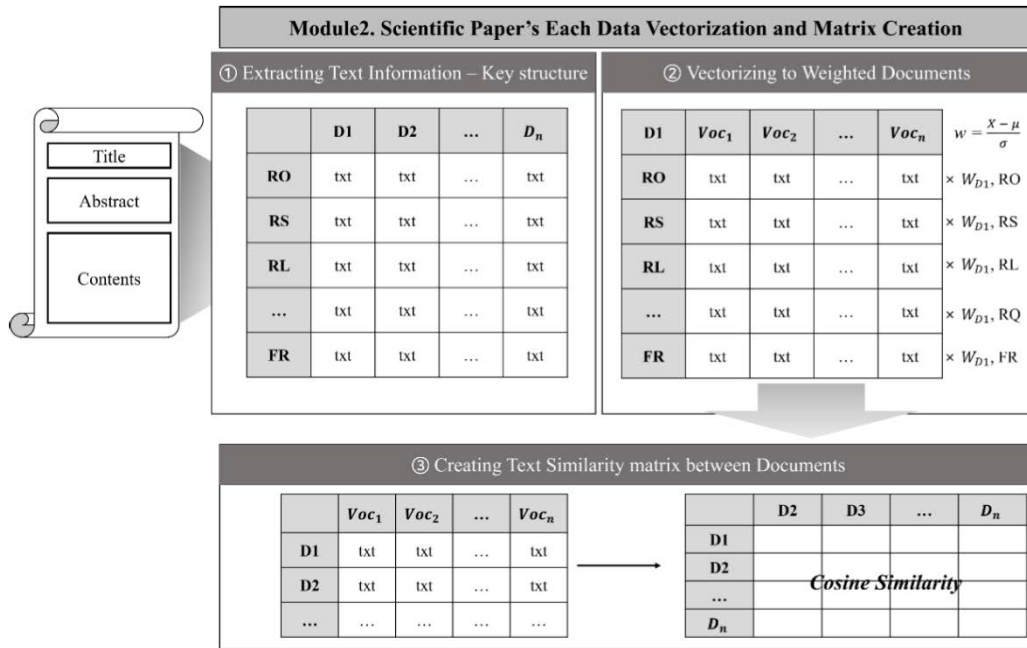 Module2. Scientific Paper's Each Data Vectorization and Matrix Creation
① Extracting Text Information – Key structure
② Vectorizing to Weighted Documents
Title
Abstract
Contents
D1 D2 ... Dₙ
RO txt txt ... txt
RS txt txt ... txt
RL txt txt ... txt
... txt txt ... txt
FR txt txt ... txt
D1 Voc₁ Voc₂ ... Vocₙ w = (X − μ)/σ
RO txt txt ... txt × W_D1, RO
RS txt txt ... txt × W_D1, RS
RL txt txt ... txt × W_D1, RL
... txt txt ... txt × W_D1, RQ
FR txt txt ... txt × W_D1, FR
③ Creating Text Similarity matrix between Documents
Voc₁ Voc₂ ... Vocₙ
D1 txt txt ... txt
D2 txt txt ... txt
... ... ... ... ...
D2 D3 ... Dₙ
D1
D2
...
Dₙ
Cosine Similarity